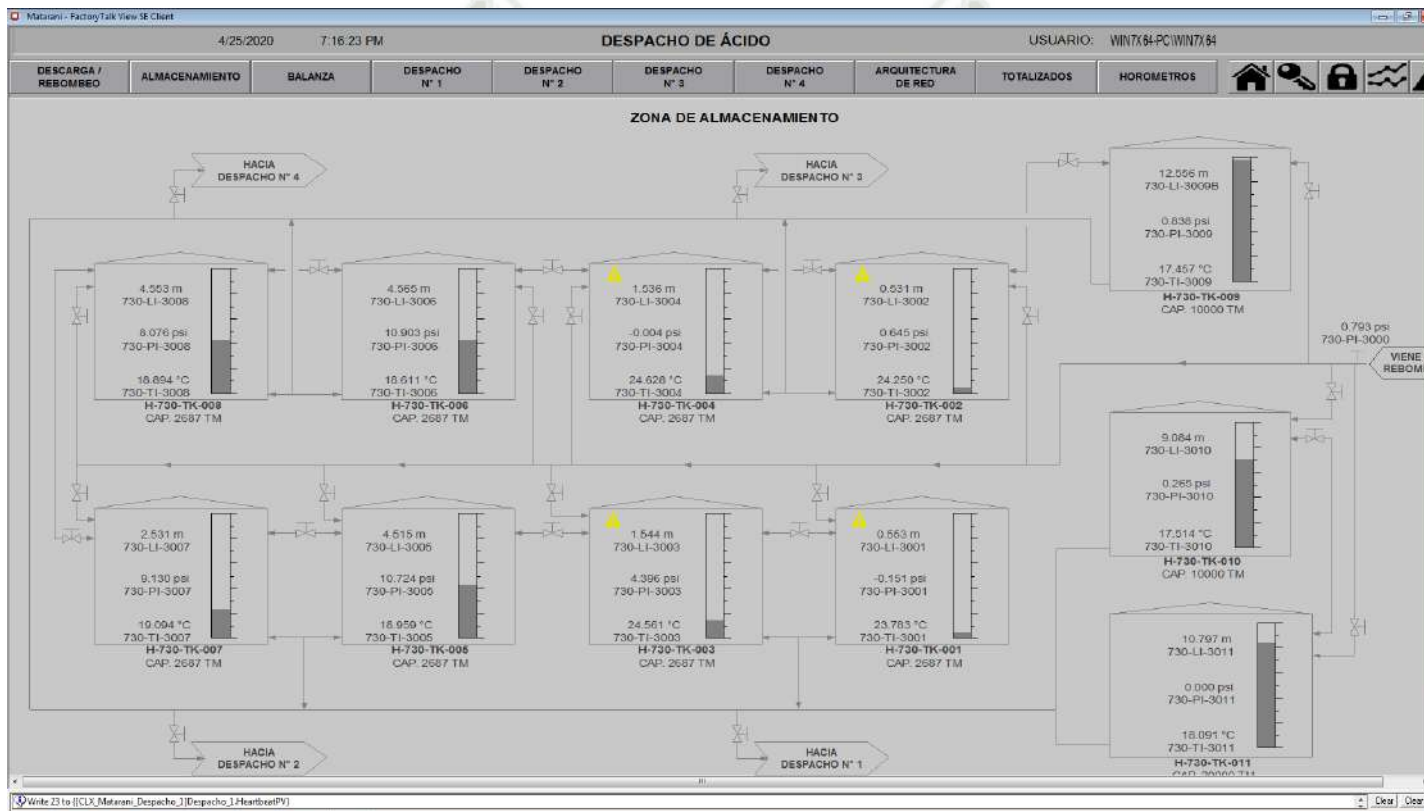 Matarani - FactoryTalk View SE Client
4/25/2020 7:16:23 PM DESPACHO DE ÁCIDO USUARIO: WIN7X64-PC\WIN7X64
DESCARGA / REBOMBEO
ALMACENAMIENTO
BALANZA
DESPACHO N° 1
DESPACHO N° 2
DESPACHO N° 3
DESPACHO N° 4
ARQUITECTURA DE RED
TOTALIZADOS
HOROMETROS
ZONA DE ALMACENAMIENTO
HACIA
DESPACHO N° 4
HACIA
DESPACHO N° 3
12.556 m
730-LI-3009B
0.838 psi
730-PI-3009
17.457 °C
730-TI-3009
H-730-TK-009
CAP. 10000 TM
4.553 m
730-LI-3008
8.076 psi
730-PI-3008
18.894 °C
730-TI-3008
H-730-TK-008
CAP. 2687 TM
4.565 m
730-LI-3006
10.903 psi
730-PI-3006
18.611 °C
730-TI-3006
H-730-TK-006
CAP. 2687 TM
1.536 m
730-LI-3004
-0.004 psi
730-PI-3004
24.628 °C
730-TI-3004
H-730-TK-004
CAP. 2687 TM
0.531 m
730-LI-3002
0.645 psi
730-PI-3002
24.250 °C
730-TI-3002
H-730-TK-002
CAP. 2687 TM
0.793 psi
730-PI-3000
VIENE
9.084 m
730-LI-3010
0.265 psi
730-PI-3010
17.514 °C
730-TI-3010
H-730-TK-010
CAP. 10000 TM
2.531 m
730-LI-3007
9.130 psi
730-PI-3007
19.094 °C
730-TI-3007
H-730-TK-007
CAP. 2687 TM
4.515 m
730-LI-3005
10.724 psi
730-PI-3005
18.959 °C
730-TI-3005
H-730-TK-005
CAP. 2687 TM
1.544 m
730-LI-3003
4.396 psi
730-PI-3003
24.561 °C
730-TI-3003
H-730-TK-003
CAP. 2687 TM
0.553 m
730-LI-3001
-0.151 psi
730-PI-3001
23.783 °C
730-TI-3001
H-730-TK-001
CAP. 2687 TM
10.797 m
730-LI-3011
0.000 psi
730-PI-3011
18.091 °C
730-TI-3011
H-730-TK-011
HACIA
DESPACHO N° 2
HACIA
DESPACHO N° 1
Write 23 to {[CLX_Matarani_Despacho_1]Despacho_1.HeartbeatPV}
Clear